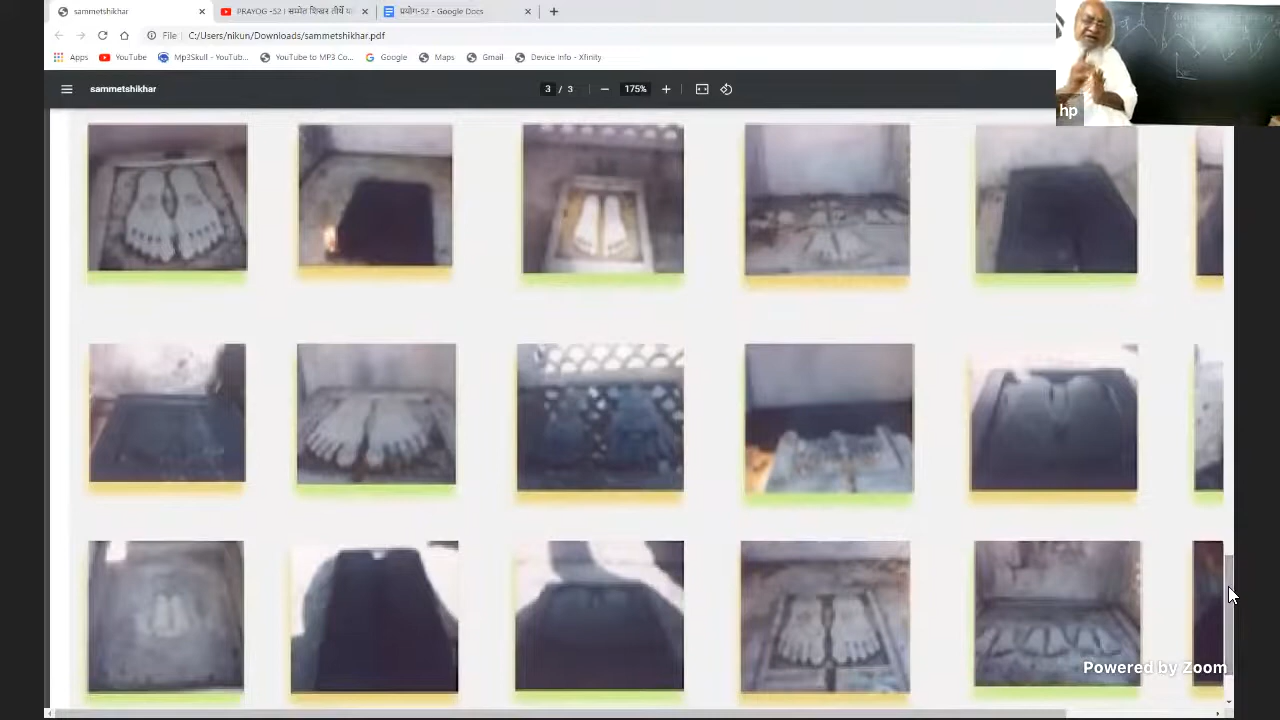 sammetshikhar
PRAYOG -52 । सम्मेत शिखर तीर्थ
प्रयोग-52 - Google Docs
File
C:/Users/nikun/Downloads/sammetshikhar.pdf
Apps
YouTube
Mp3Skull - YouTub...
YouTube to MP3 Co...
Google
Maps
Gmail
Device Info - Xfinity
sammetshikhar
3 / 3
175%
hp
Powered by Zoom